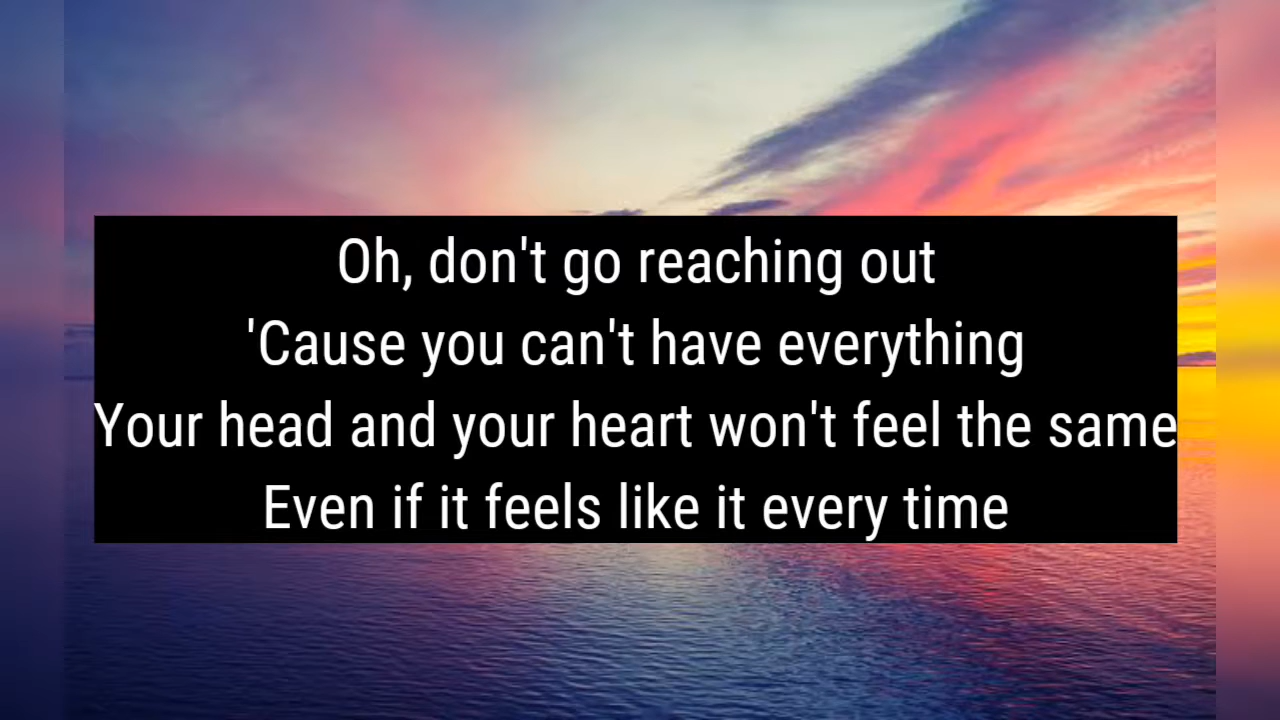 Oh, don't go reaching out
'Cause you can't have everything
Your head and your heart won't feel the same
Even if it feels like it every time